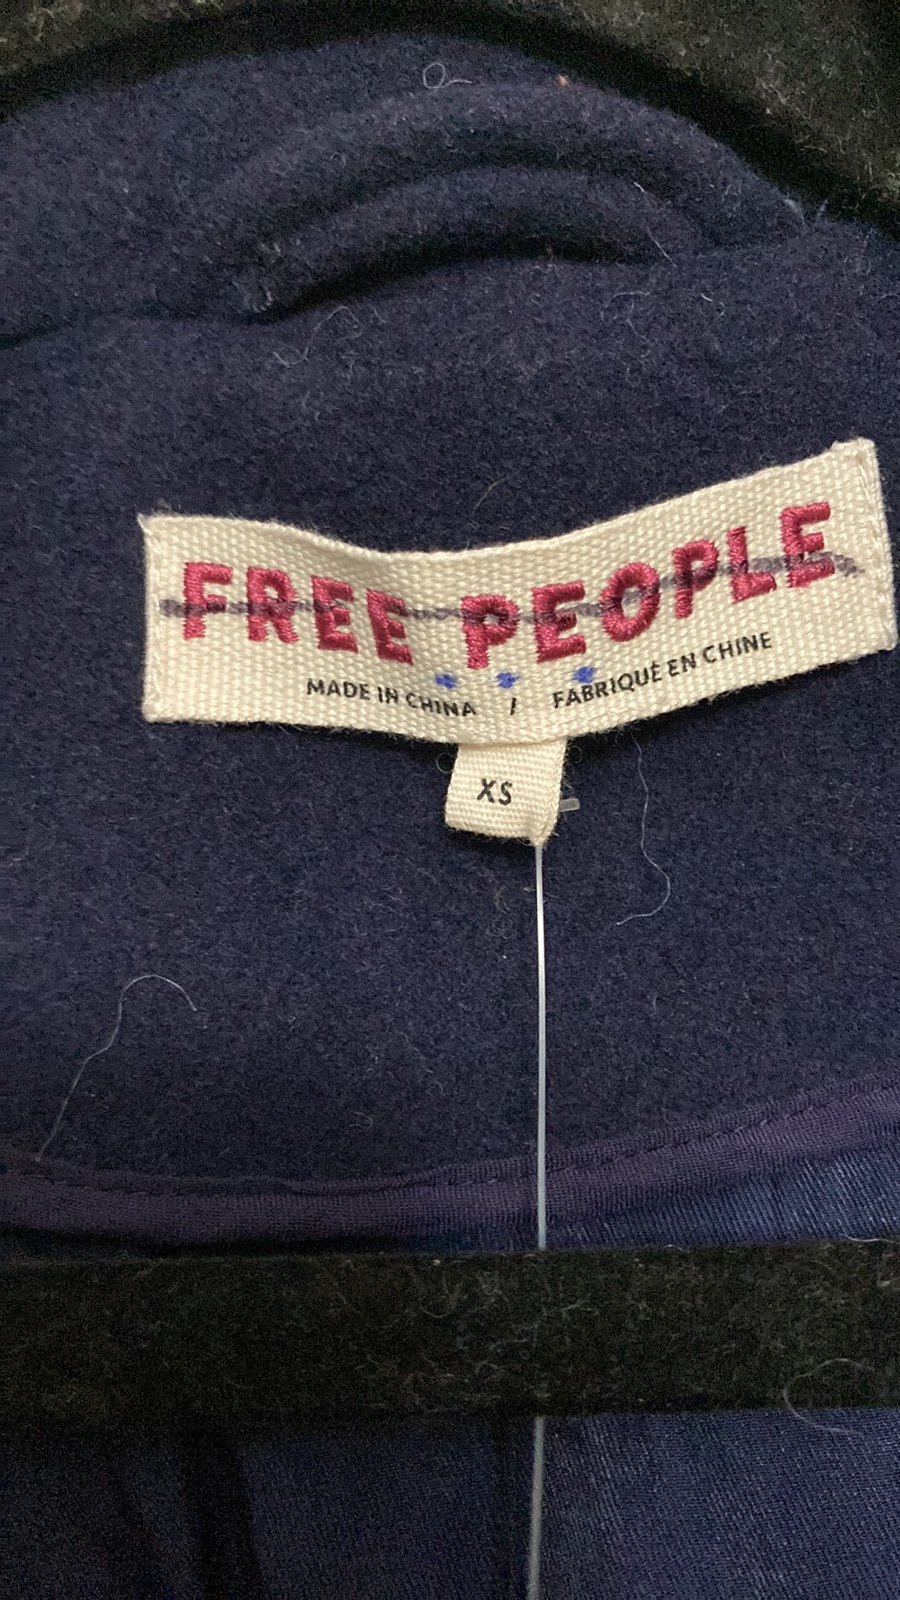 FREE PEOPLE
MADE IN CHINA / FABRIQUÉ EN CHINE
XS